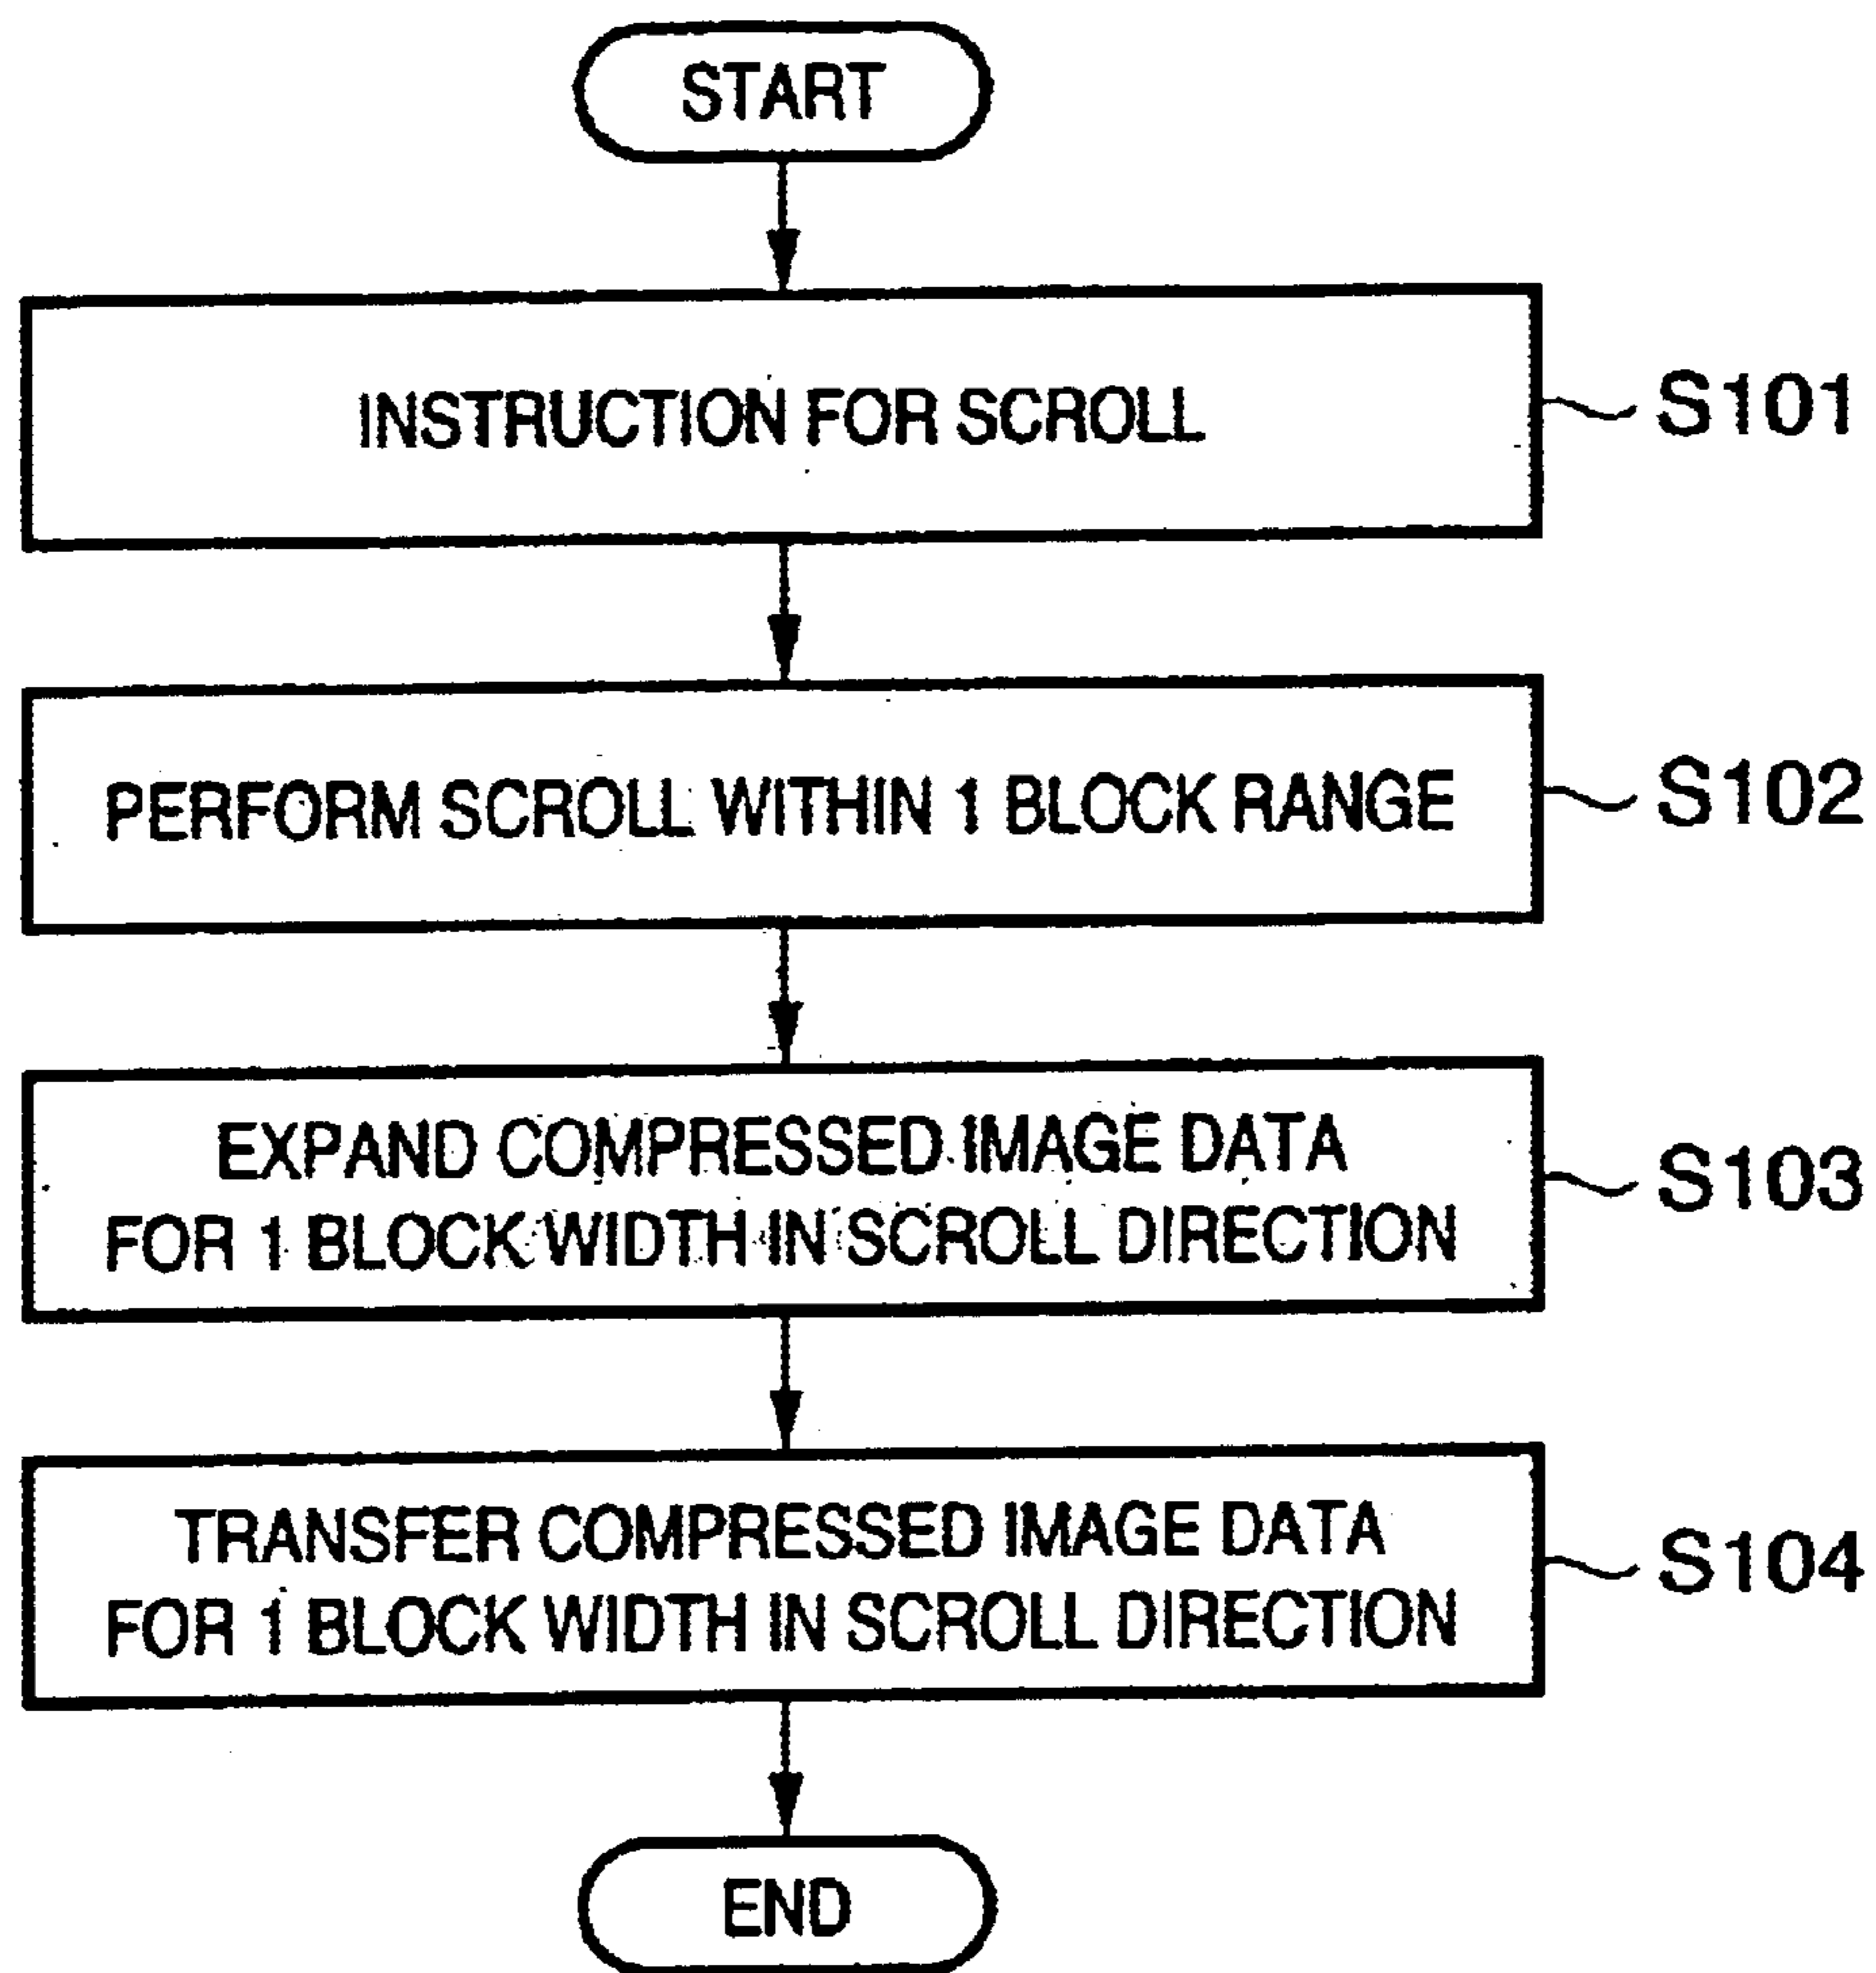 START
INSTRUCTION FOR SCROLL
S101
PERFORM SCROLL WITHIN 1 BLOCK RANGE
S102
EXPAND COMPRESSED IMAGE DATA
FOR 1 BLOCK WIDTH IN SCROLL DIRECTION
S103
TRANSFER COMPRESSED IMAGE DATA
FOR 1 BLOCK WIDTH IN SCROLL DIRECTION
S104
END